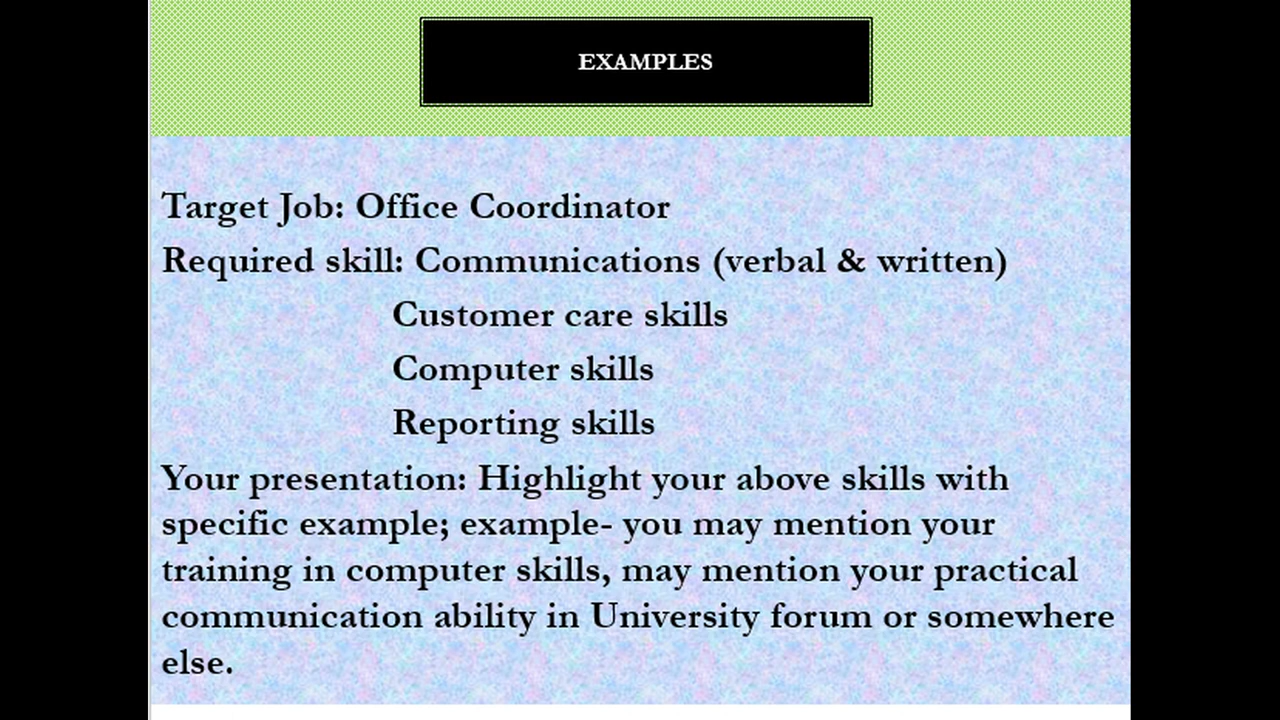 EXAMPLES
Target Job: Office Coordinator
Required skill: Communications (verbal & written)
Customer care skills
Computer skills
Reporting skills
Your presentation: Highlight your above skills with
specific example; example- you may mention your
training in computer skills, may mention your practical
communication ability in University forum or somewhere
else.